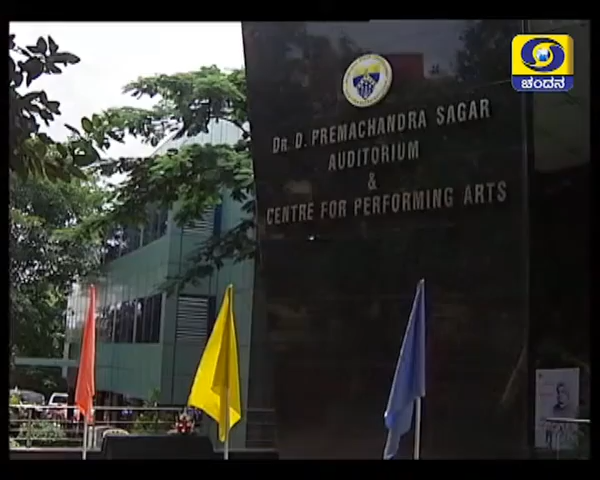 ಚಂದನ
DR D. PREMACHANDRA SAGAR
AUDITORIUM
&
CENTRE FOR PERFORMING ARTS